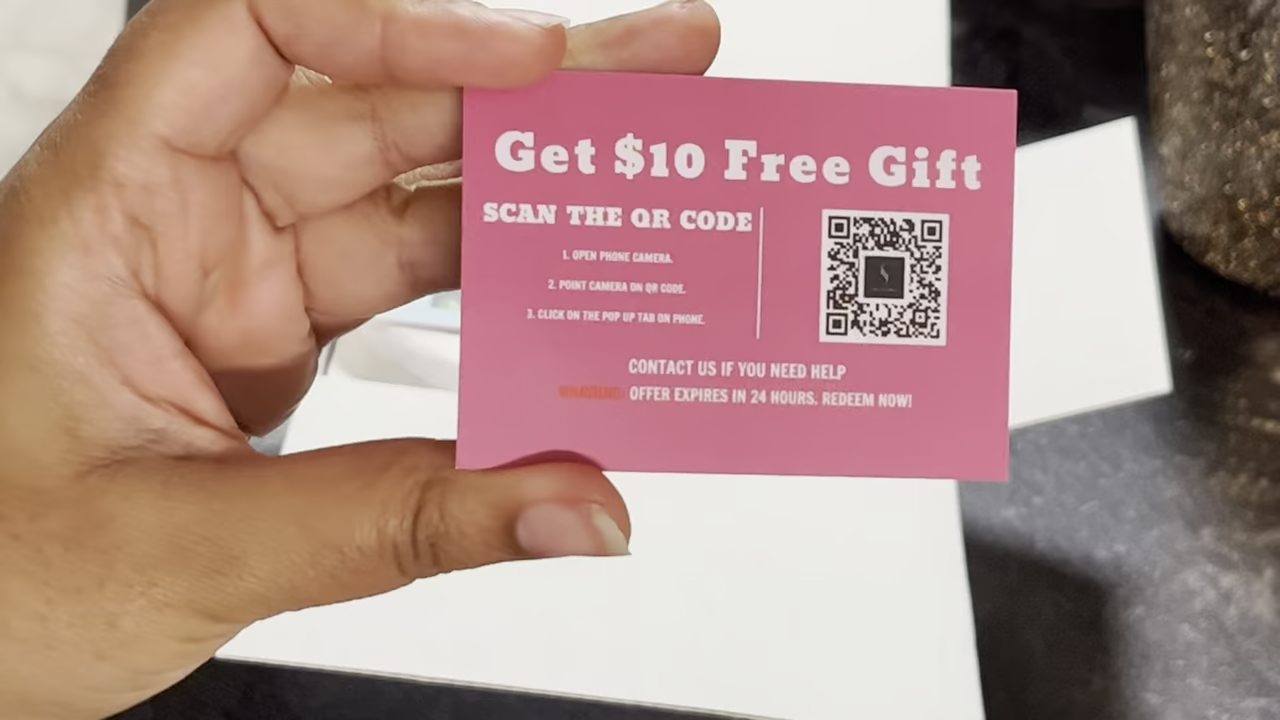 Get $10 Free Gift
SCAN THE QR CODE
1. OPEN PHONE CAMERA.
2. POINT CAMERA ON QR CODE.
3. CLICK ON THE POP UP TAB ON PHONE.
CONTACT US IF YOU NEED HELP
WARNING: OFFER EXPIRES IN 24 HOURS. REDEEM NOW!